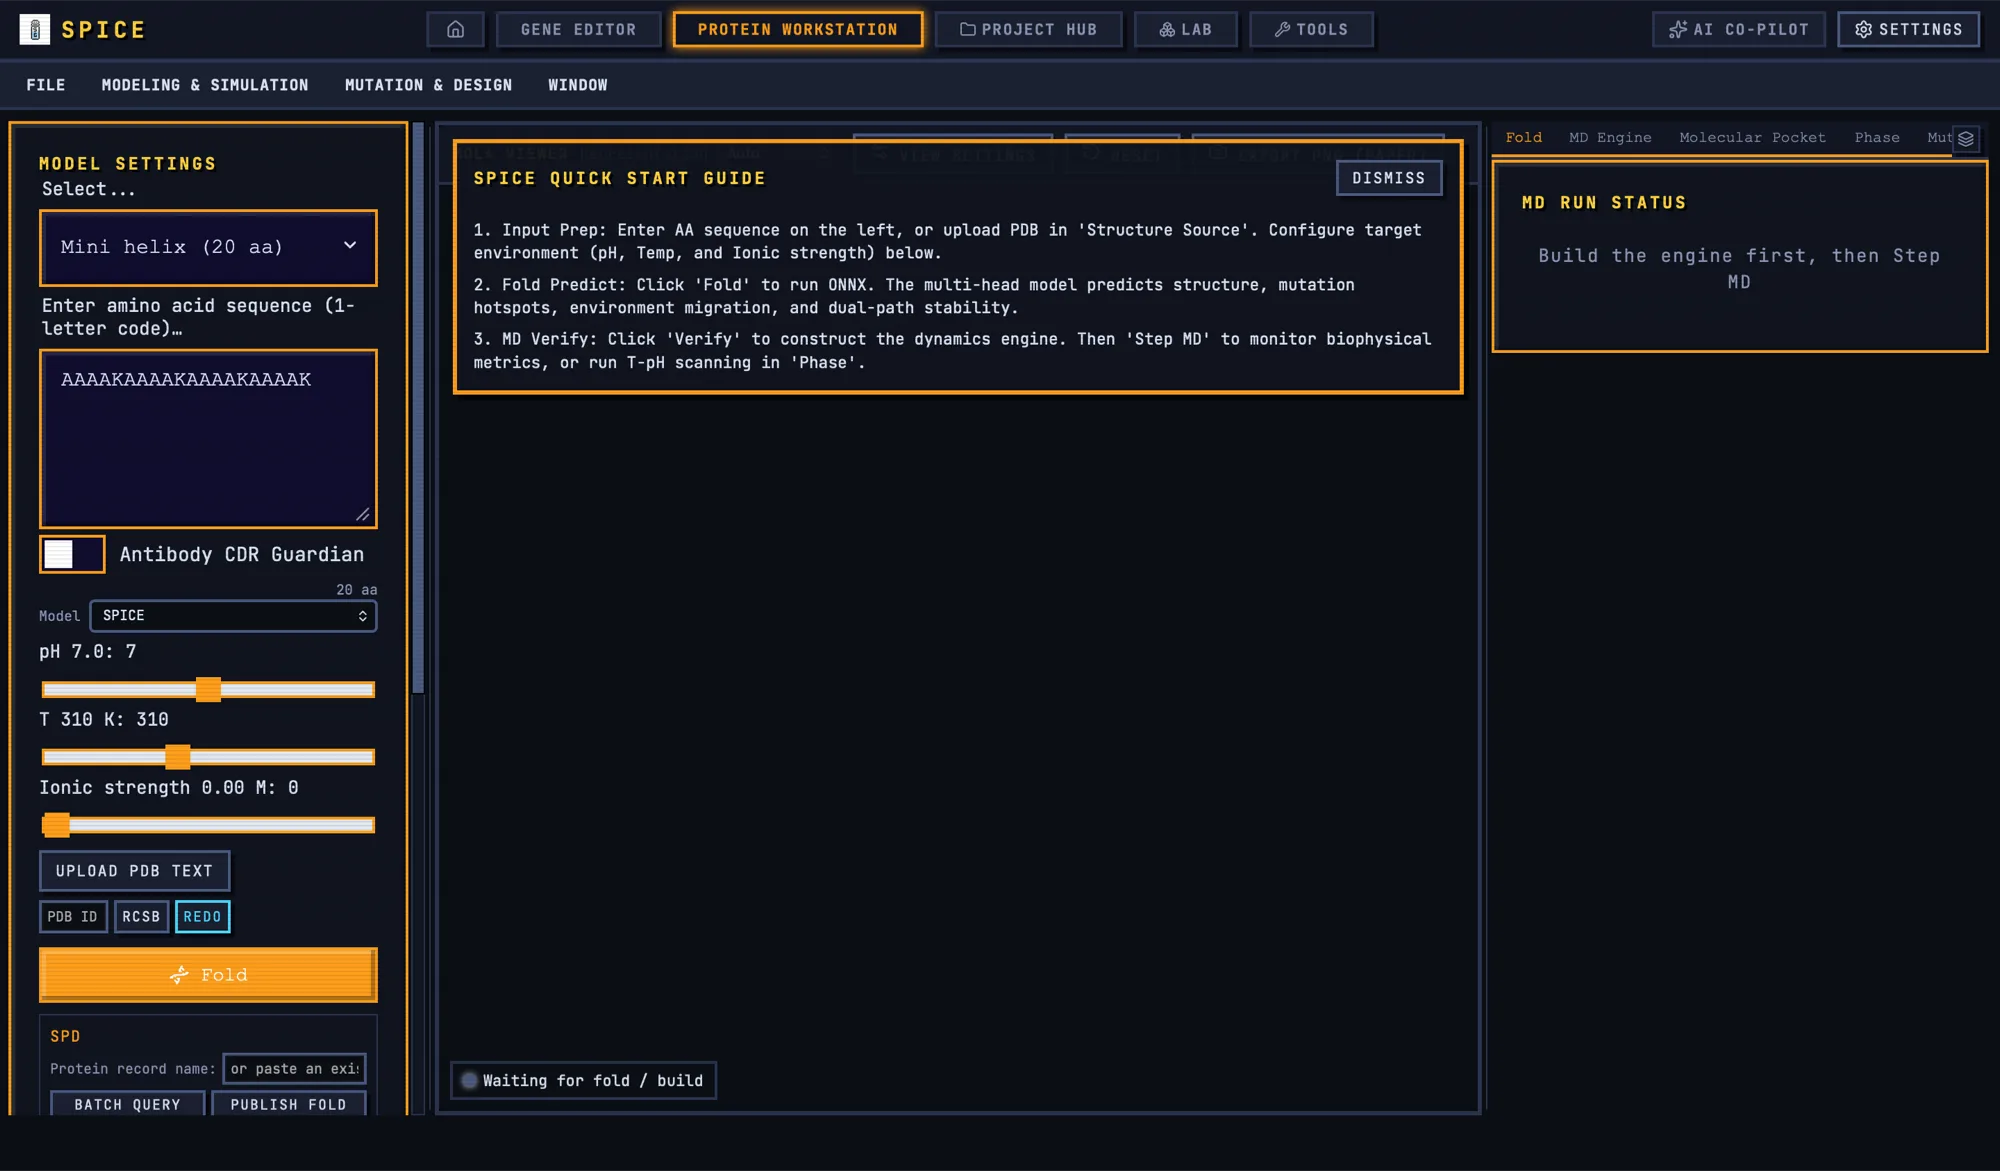 SPICE
GENE EDITOR
PROTEIN WORKSTATION
PROJECT HUB
LAB
TOOLS
AI CO-PILOT
SETTINGS
FILE
MODELING & SIMULATION
MUTATION & DESIGN
WINDOW
MODEL SETTINGS
Select...
Mini helix (20 aa)
Enter amino acid sequence (1-
letter code)…
AAAAKAAAAKAAAAKAAAAK
Antibody CDR Guardian
20 aa
Model
SPICE
pH 7.0: 7
T 310 K: 310
Ionic strength 0.00 M: 0
UPLOAD PDB TEXT
PDB ID
RCSB
REDO
Fold
SPD
Protein record name:
or paste an exi
BATCH QUERY
PUBLISH FOLD
SPICE QUICK START GUIDE
DISMISS
1. Input Prep: Enter AA sequence on the left, or upload PDB in 'Structure Source'. Configure target
environment (pH, Temp, and Ionic strength) below.
2. Fold Predict: Click 'Fold' to run ONNX. The multi-head model predicts structure, mutation
hotspots, environment migration, and dual-path stability.
3. MD Verify: Click 'Verify' to construct the dynamics engine. Then 'Step MD' to monitor biophysical
metrics, or run T-pH scanning in 'Phase'.
Waiting for fold / build
Fold
MD Engine
Molecular Pocket
Phase
Mut
MD RUN STATUS
Build the engine first, then Step
MD